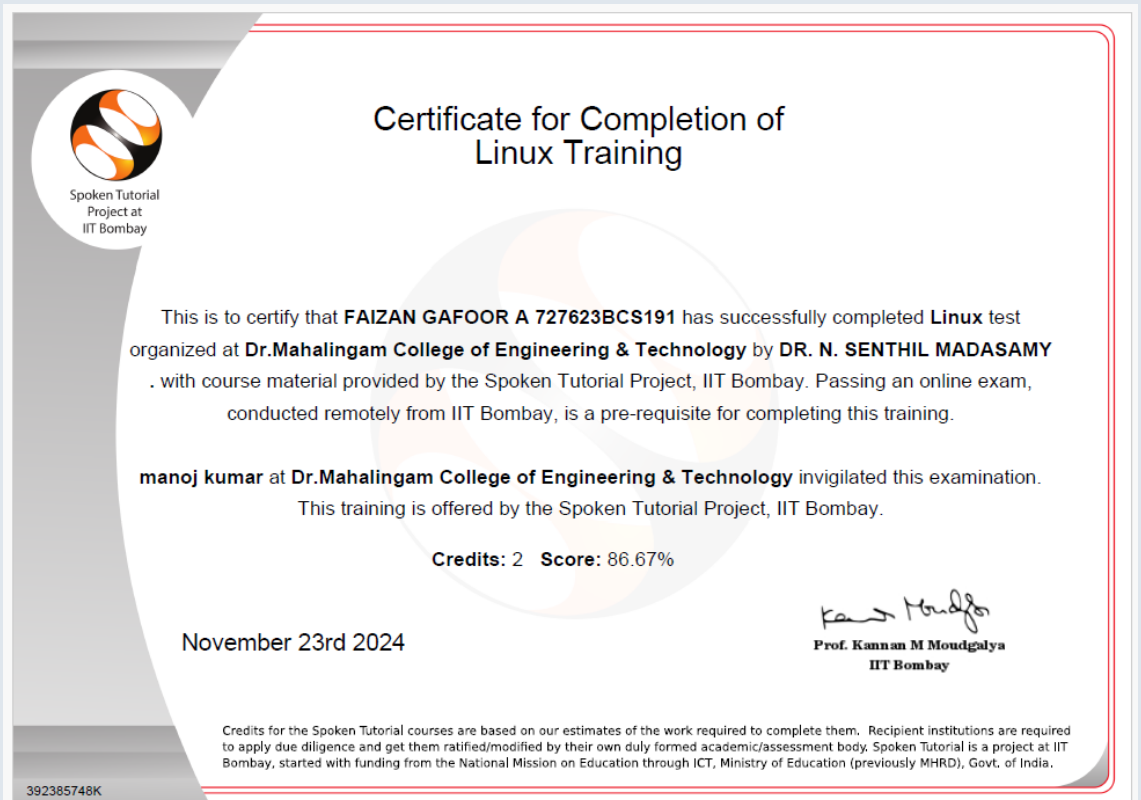 Spoken Tutorial
Project at
IIT Bombay
Certificate for Completion of
Linux Training
This is to certify that FAIZAN GAFOOR A 727623BCS191 has successfully completed Linux test
organized at Dr.Mahalingam College of Engineering & Technology by DR. N. SENTHIL MADASAMY
. with course material provided by the Spoken Tutorial Project, IIT Bombay. Passing an online exam,
conducted remotely from IIT Bombay, is a pre-requisite for completing this training.
manoj kumar at Dr.Mahalingam College of Engineering & Technology invigilated this examination.
This training is offered by the Spoken Tutorial Project, IIT Bombay.
Credits: 2 Score: 86.67%
November 23rd 2024
Prof. Kannan M Moudgalya
IIT Bombay
Credits for the Spoken Tutorial courses are based on our estimates of the work required to complete them. Recipient institutions are required
to apply due diligence and get them ratified/modified by their own duly formed academic/assessment body. Spoken Tutorial is a project at IIT
Bombay, started with funding from the National Mission on Education through ICT, Ministry of Education (previously MHRD), Govt. of India.
392385748K